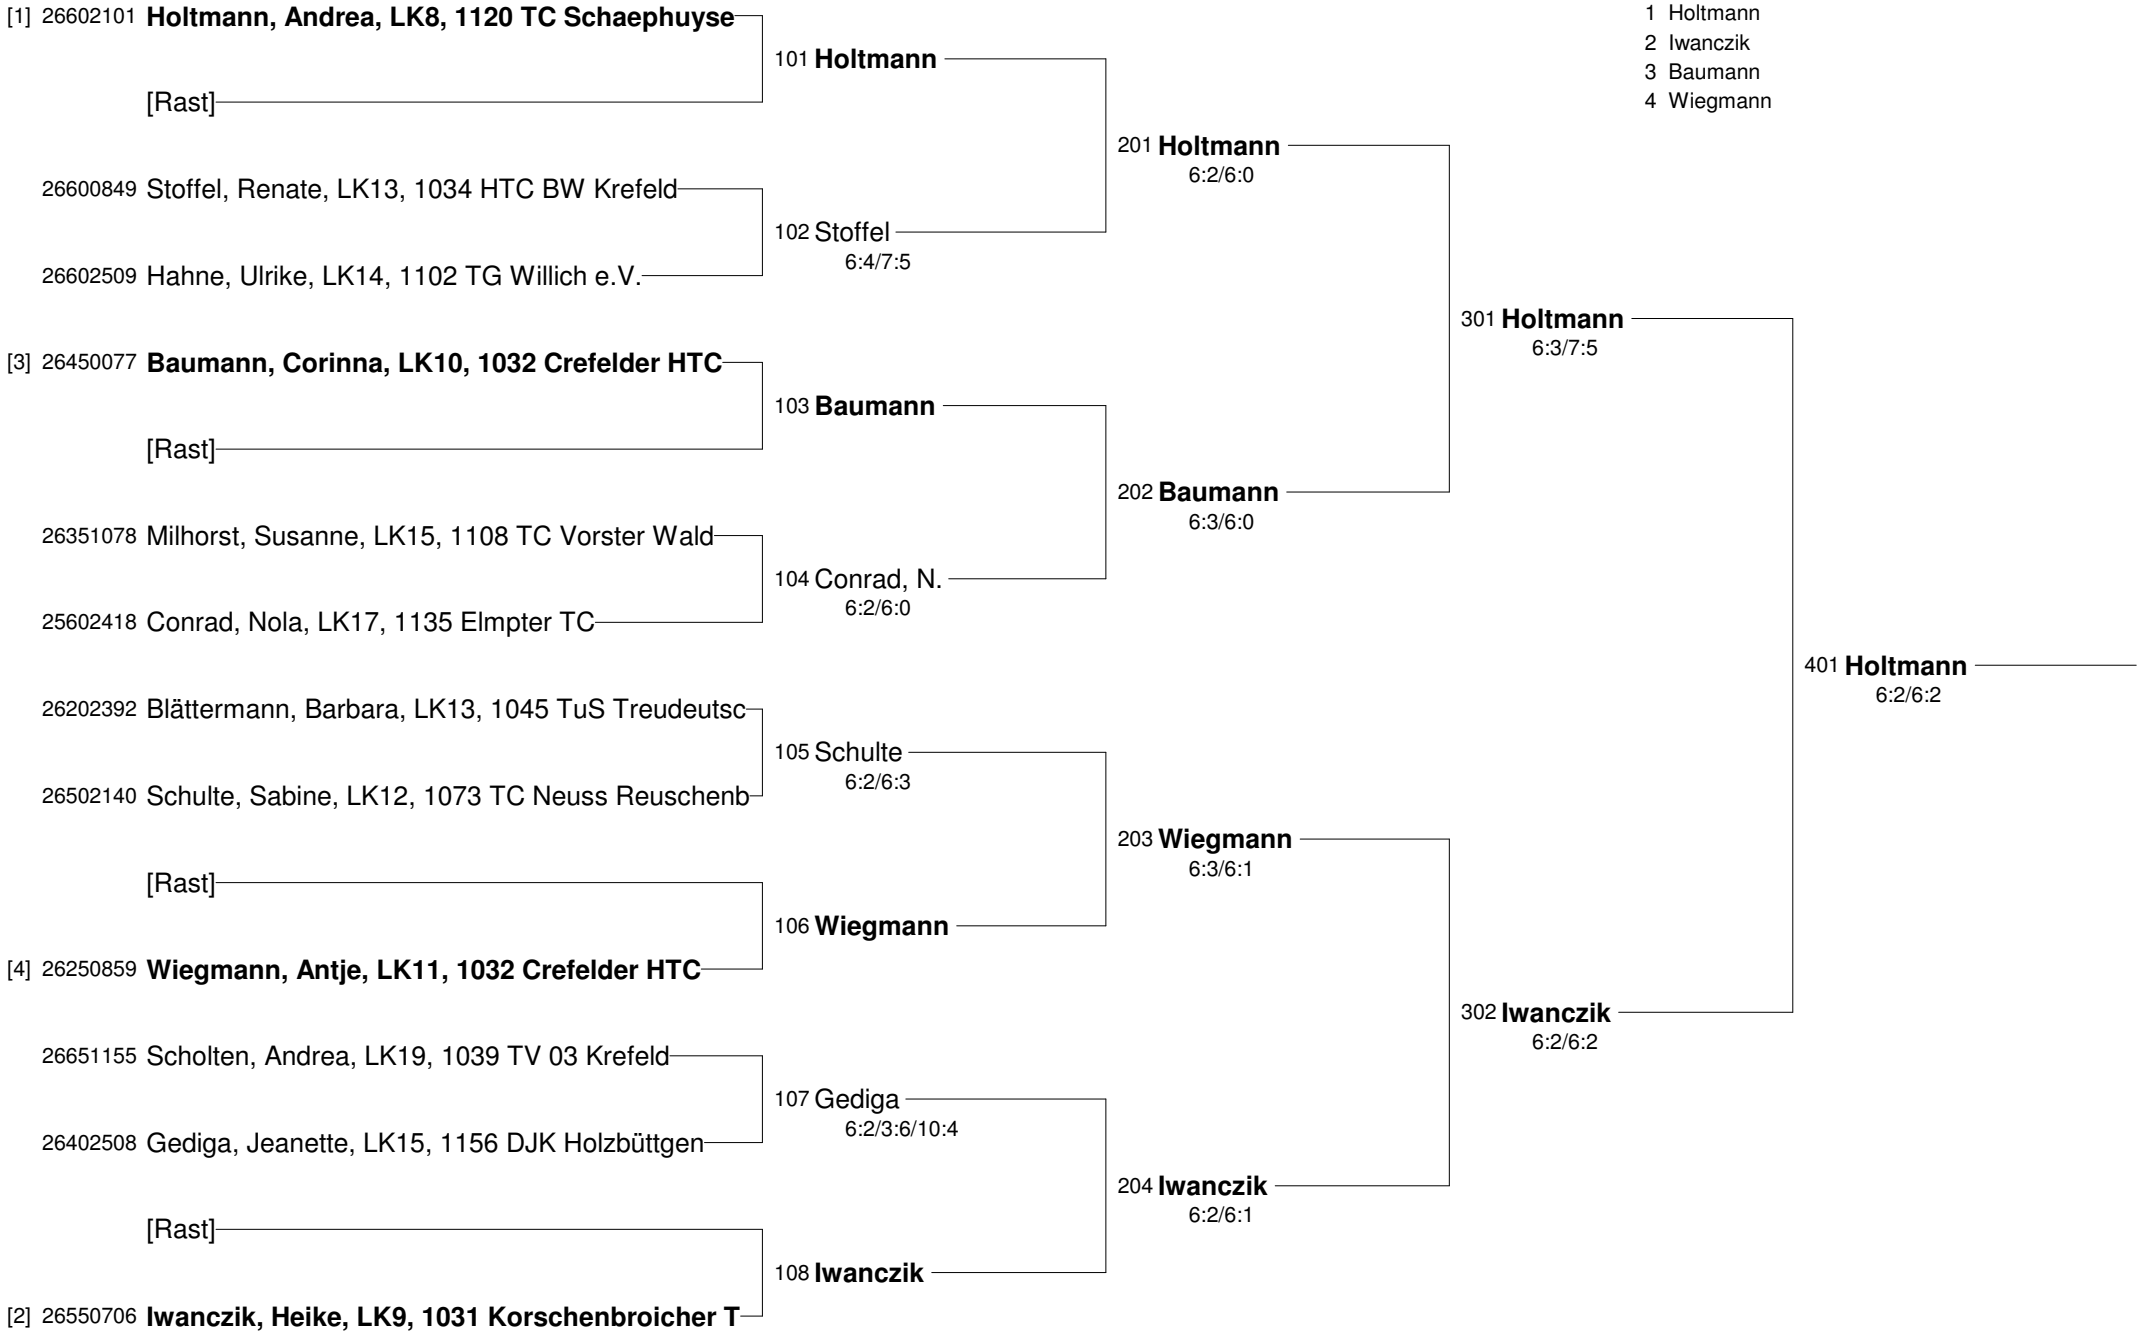 [1] 26602101 Holtmann, Andrea, LK8, 1120 TC Schaephuyse
1 Holtmann
2 Iwanczik
3 Baumann
4 Wiegmann
101 Holtmann
[Rast]
201 Holtmann
6:2/6:0
26600849 Stoffel, Renate, LK13, 1034 HTC BW Krefeld
102 Stoffel
6:4/7:5
26602509 Hahne, Ulrike, LK14, 1102 TG Willich e.V.
301 Holtmann
6:3/7:5
[3] 26450077 Baumann, Corinna, LK10, 1032 Crefelder HTC
103 Baumann
[Rast]
202 Baumann
6:3/6:0
26351078 Milhorst, Susanne, LK15, 1108 TC Vorster Wald
104 Conrad, N.
6:2/6:0
25602418 Conrad, Nola, LK17, 1135 Elmpter TC
401 Holtmann
6:2/6:2
26202392 Blättermann, Barbara, LK13, 1045 TuS Treudeutsc
105 Schulte
6:2/6:3
26502140 Schulte, Sabine, LK12, 1073 TC Neuss Reuschenb
203 Wiegmann
6:3/6:1
[Rast]
106 Wiegmann
[4] 26250859 Wiegmann, Antje, LK11, 1032 Crefelder HTC
302 Iwanczik
6:2/6:2
26651155 Scholten, Andrea, LK19, 1039 TV 03 Krefeld
107 Gediga
6:2/3:6/10:4
26402508 Gediga, Jeanette, LK15, 1156 DJK Holzbüttgen
204 Iwanczik
6:2/6:1
[Rast]
108 Iwanczik
[2] 26550706 Iwanczik, Heike, LK9, 1031 Korschenbroicher T